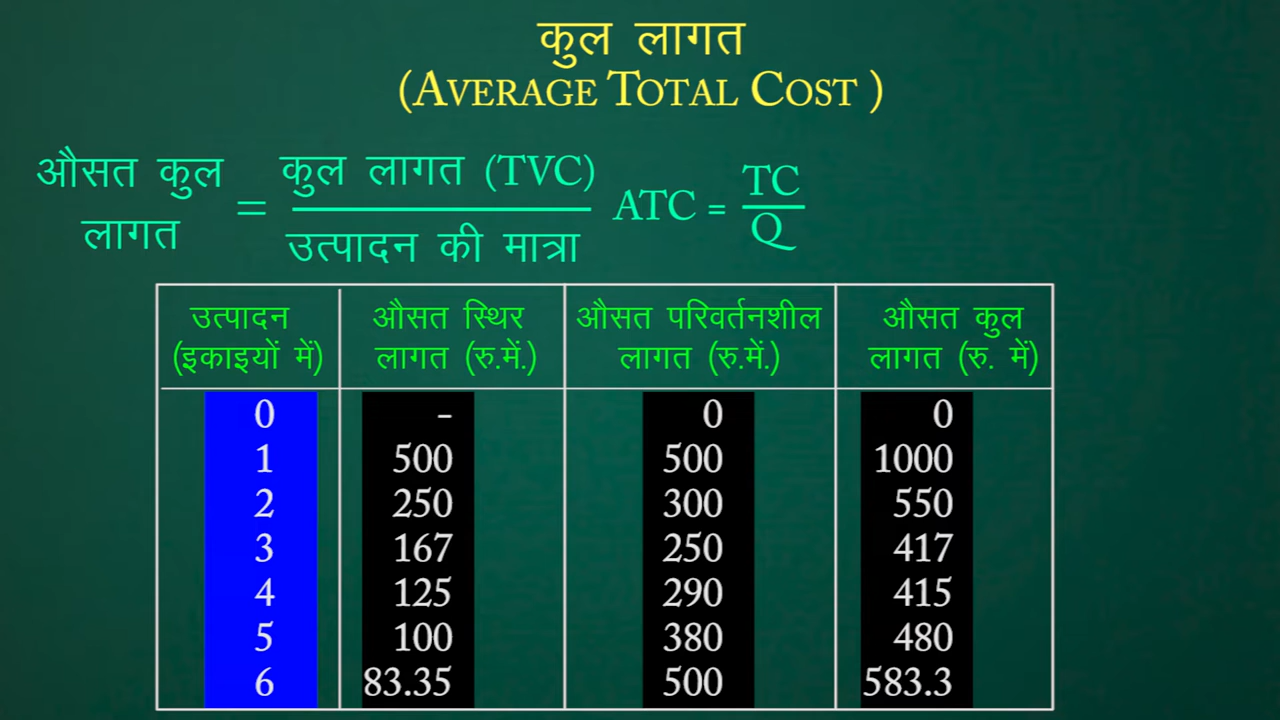 कुल लागत
(AVERAGE TOTAL COST )
औसत कुल लागत = कुल लागत (TVC) / उत्पादन की मात्रा ATC = TC / Q
उत्पादन (इकाइयों में) औसत स्थिर लागत (रु.में.) औसत परिवर्तनशील लागत (रु.में.) औसत कुल लागत (रु. में)
0 – 0 0
1 500 500 1000
2 250 300 550
3 167 250 417
4 125 290 415
5 100 380 480
6 83.35 500 583.3